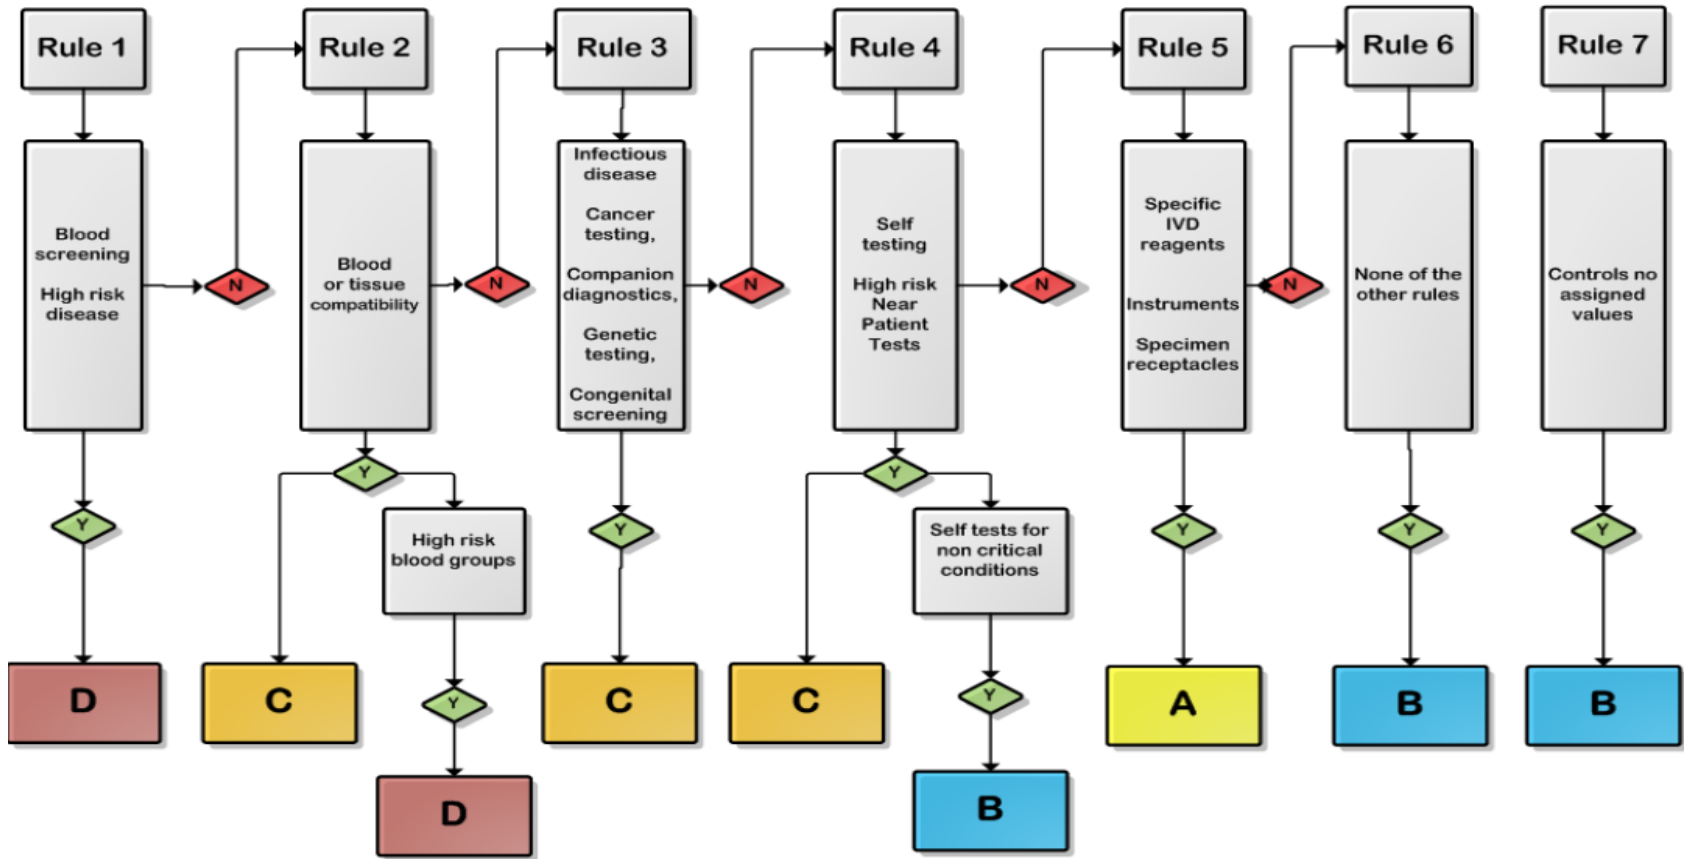 Rule 1
Rule 2
Rule 3
Rule 4
Rule 5
Rule 6
Rule 7
Blood
screening
High risk
disease
N
Blood
or tissue
compatibility
N
Infectious
disease
Cancer
testing,
Companion
diagnostics,
Genetic
testing,
Congenital
screening
N
Self
testing
High risk
Near
Patient
Tests
N
Specific
IVD
reagents
Instruments
Specimen
receptacles
N
None of the
other rules
Controls no
assigned
values
Y
Y
High risk
blood groups
Y
Y
Y
Self tests for
non critical
conditions
Y
Y
Y
Y
Y
D
C
D
C
C
B
A
B
B